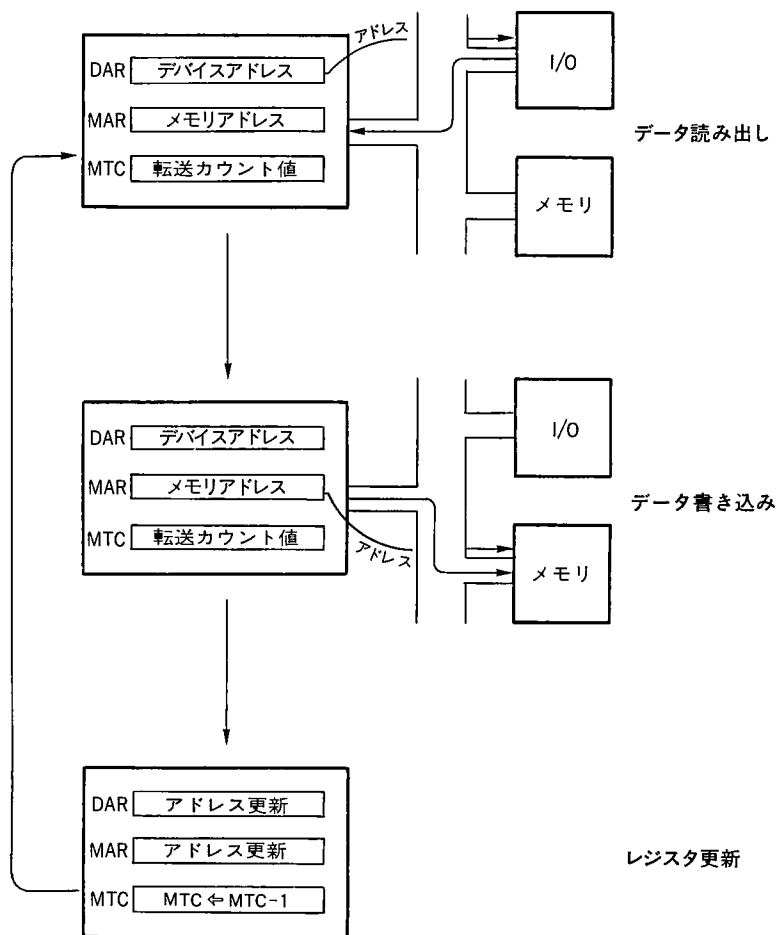 アドレス
I/O
DAR デバイスアドレス
MAR メモリアドレス
データ読み出し
MTC 転送カウント値
メモリ
DAR デバイスアドレス
I/O
MAR メモリアドレス
データ書き込み
MTC 転送カウント値
アドレス
メモリ
DAR アドレス更新
MAR アドレス更新
レジスタ更新
MTC MTC⇦MTC-1